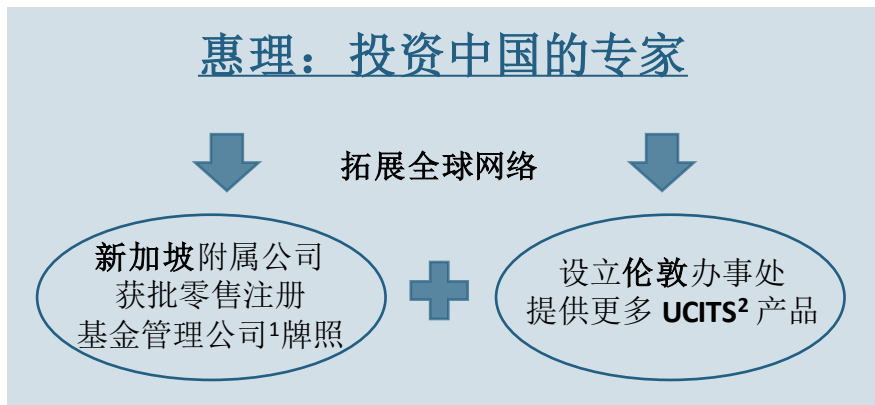 惠理：投资中国的专家
拓展全球网络
新加坡附属公司
获批零售注册
基金管理公司¹牌照
设立伦敦办事处
提供更多 UCITS² 产品